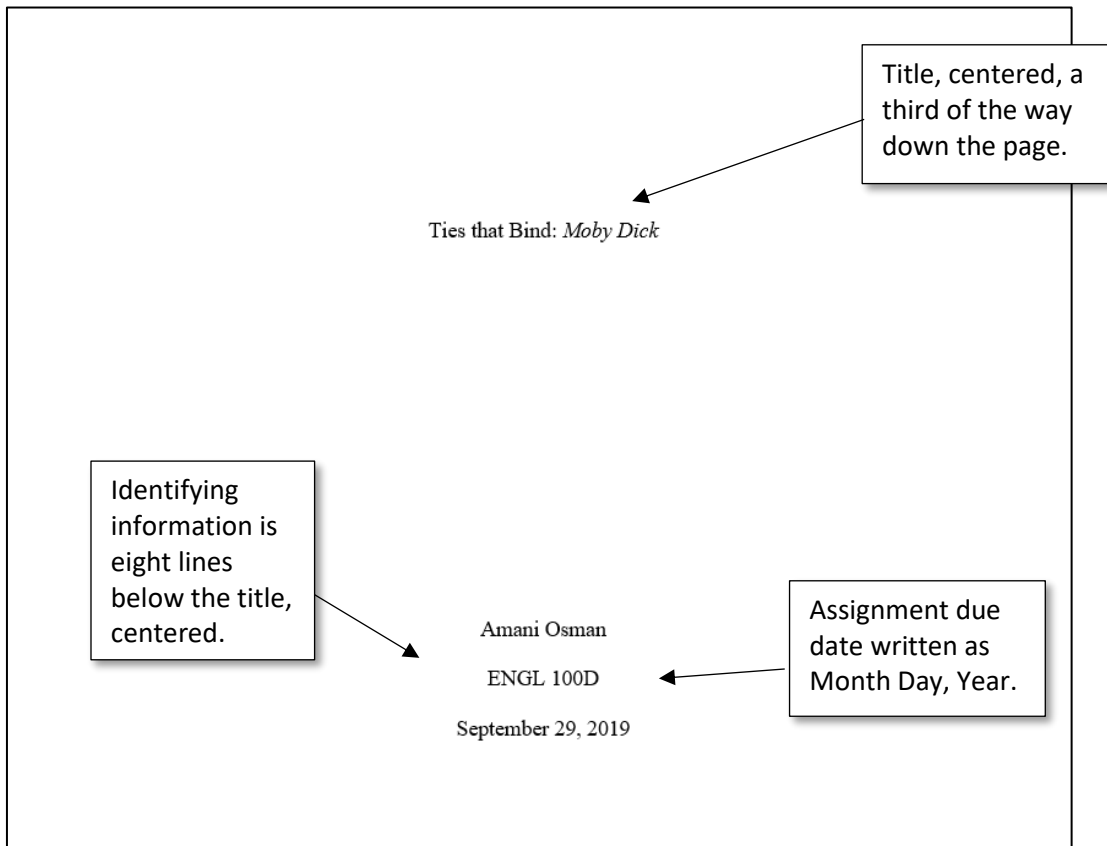 Title, centered, a
third of the way
down the page.
Ties that Bind: Moby Dick
Identifying
information is
eight lines
below the title,
centered.
Amani Osman
ENGL 100D
September 29, 2019
Assignment due
date written as
Month Day, Year.